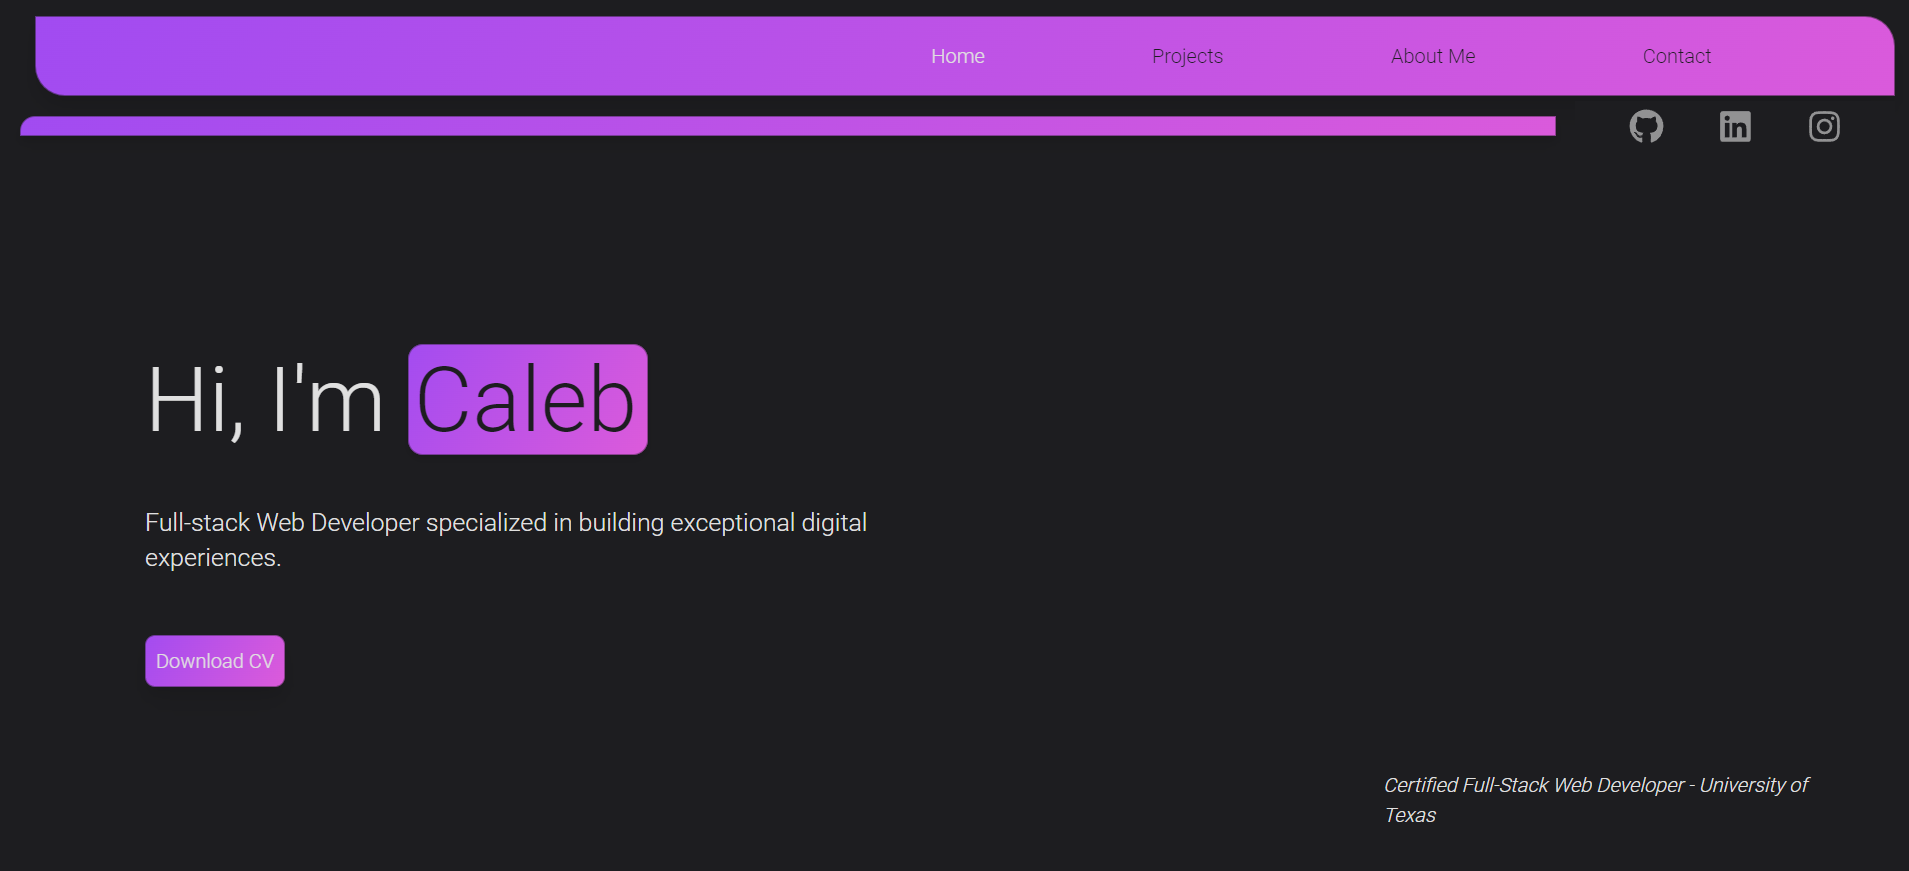 Home Projects About Me Contact
Hi, I'm Caleb
Full-stack Web Developer specialized in building exceptional digital
experiences.
Download CV
Certified Full-Stack Web Developer - University of
Texas